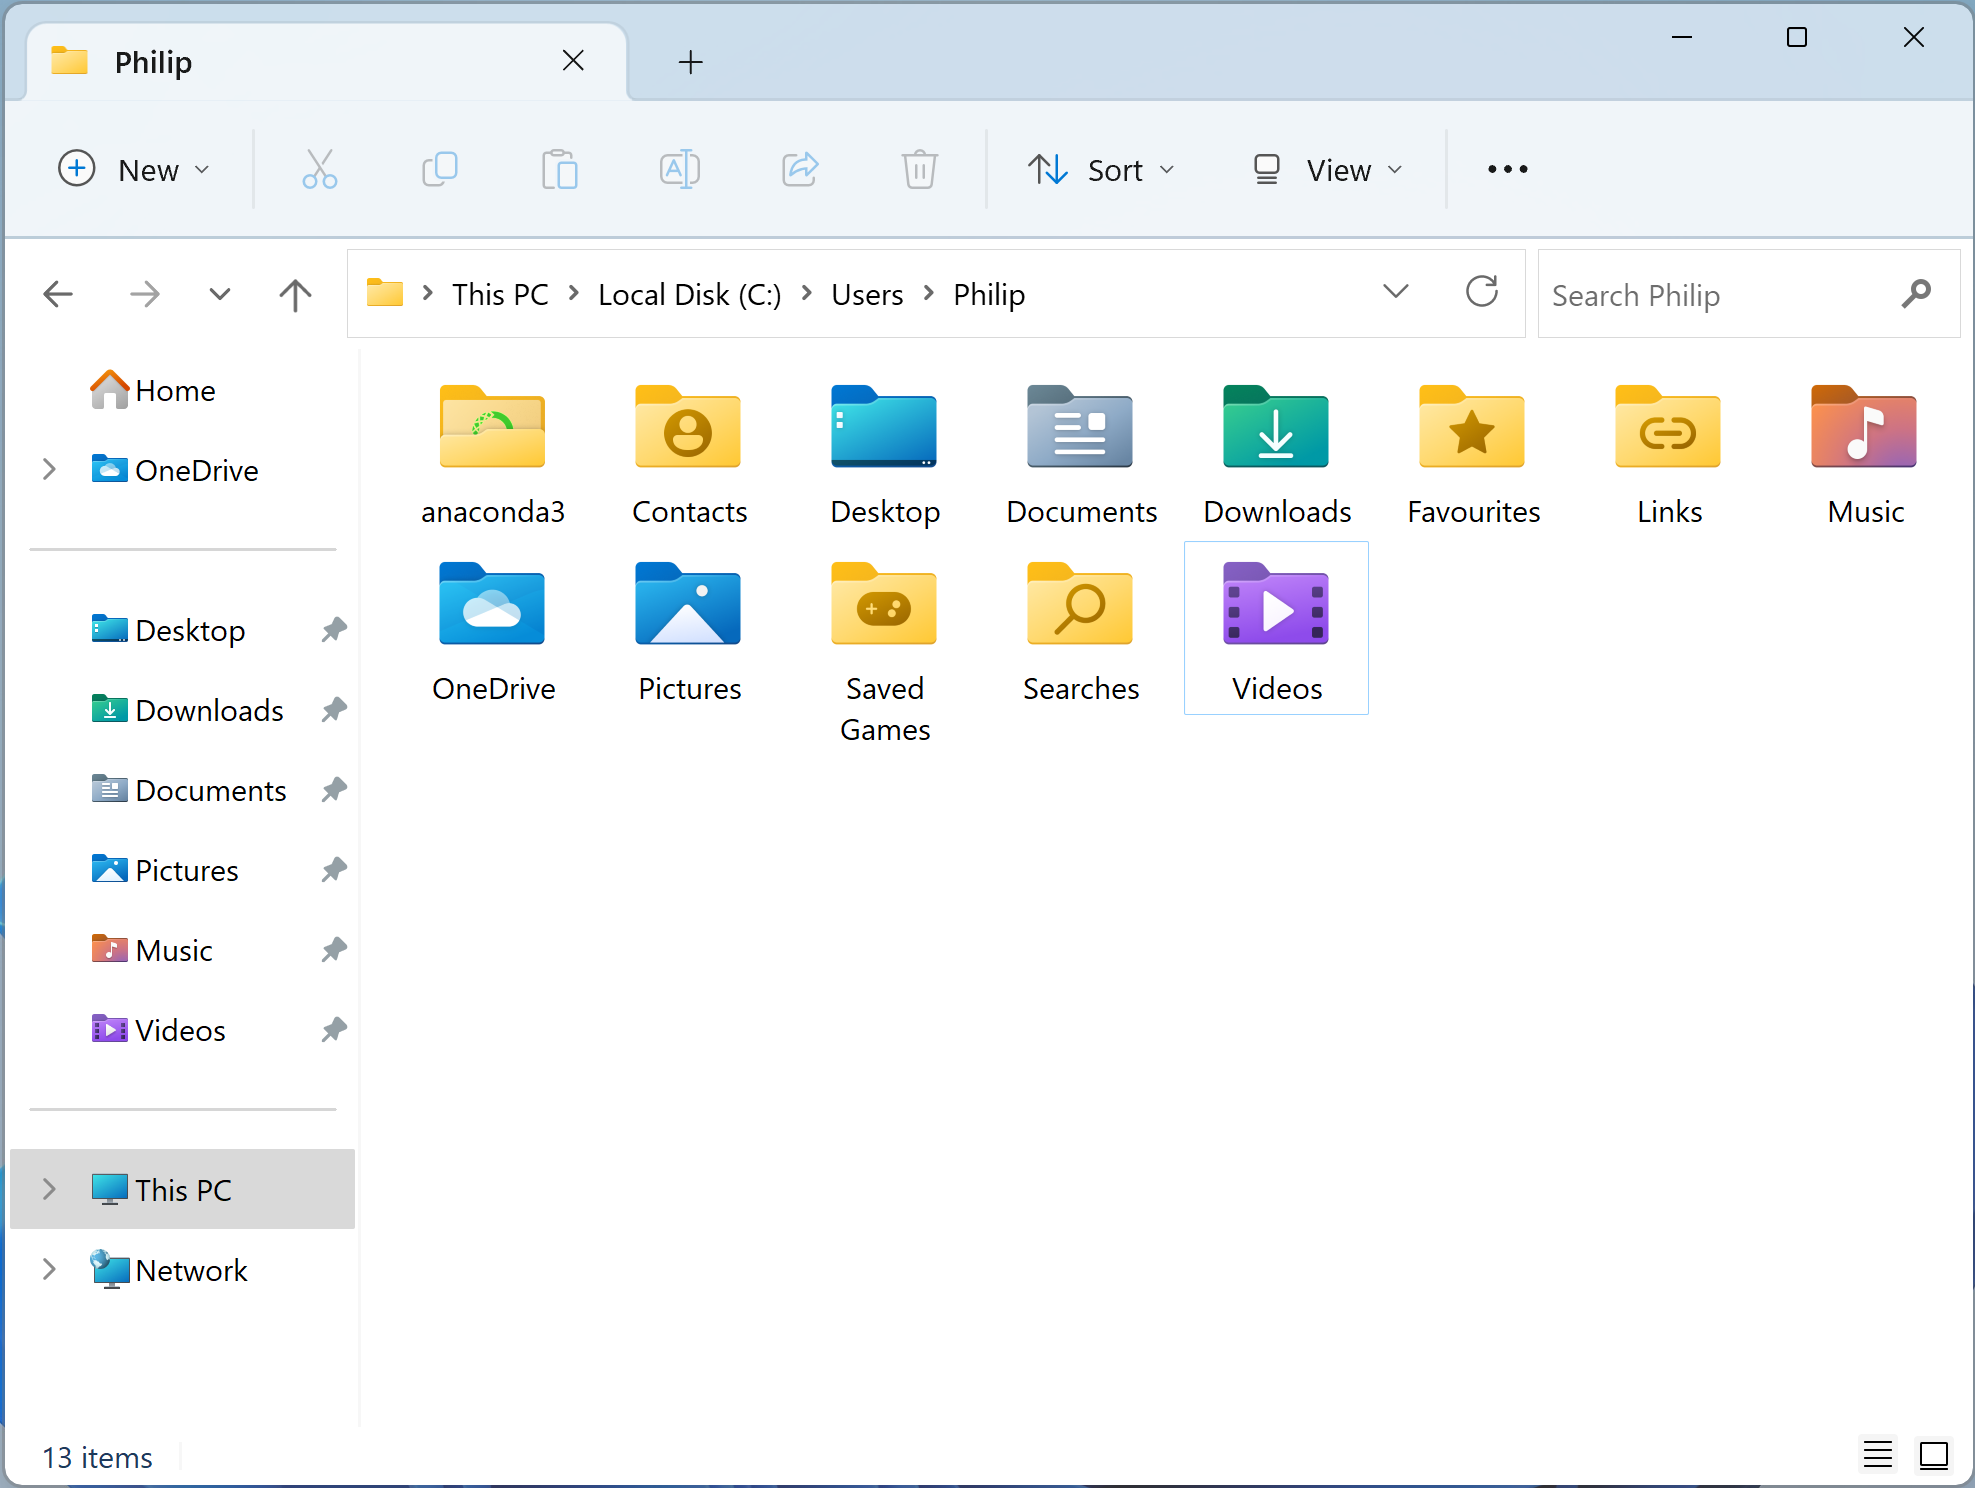 Philip
New
Sort
View
This PC
Local Disk (C:)
Users
Philip
Search Philip
Home
OneDrive
Desktop
Downloads
Documents
Pictures
Music
Videos
This PC
Network
anaconda3
Contacts
Desktop
Documents
Downloads
Favourites
Links
Music
OneDrive
Pictures
Saved
Games
Searches
Videos
13 items